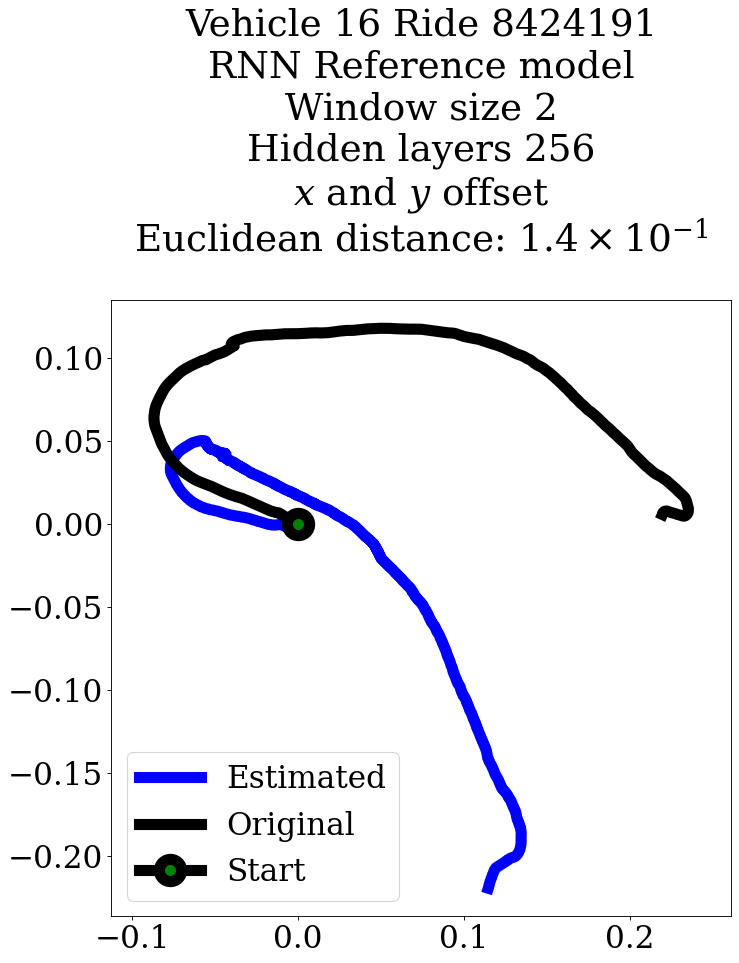 Vehicle 16 Ride 8424191
RNN Reference model
Window size 2
Hidden layers 256
x and y offset
Euclidean distance: 1.4 × 10⁻¹
0.10
0.05
0.00
−0.05
−0.10
−0.15
−0.20
Estimated
Original
Start
−0.1 0.0 0.1 0.2